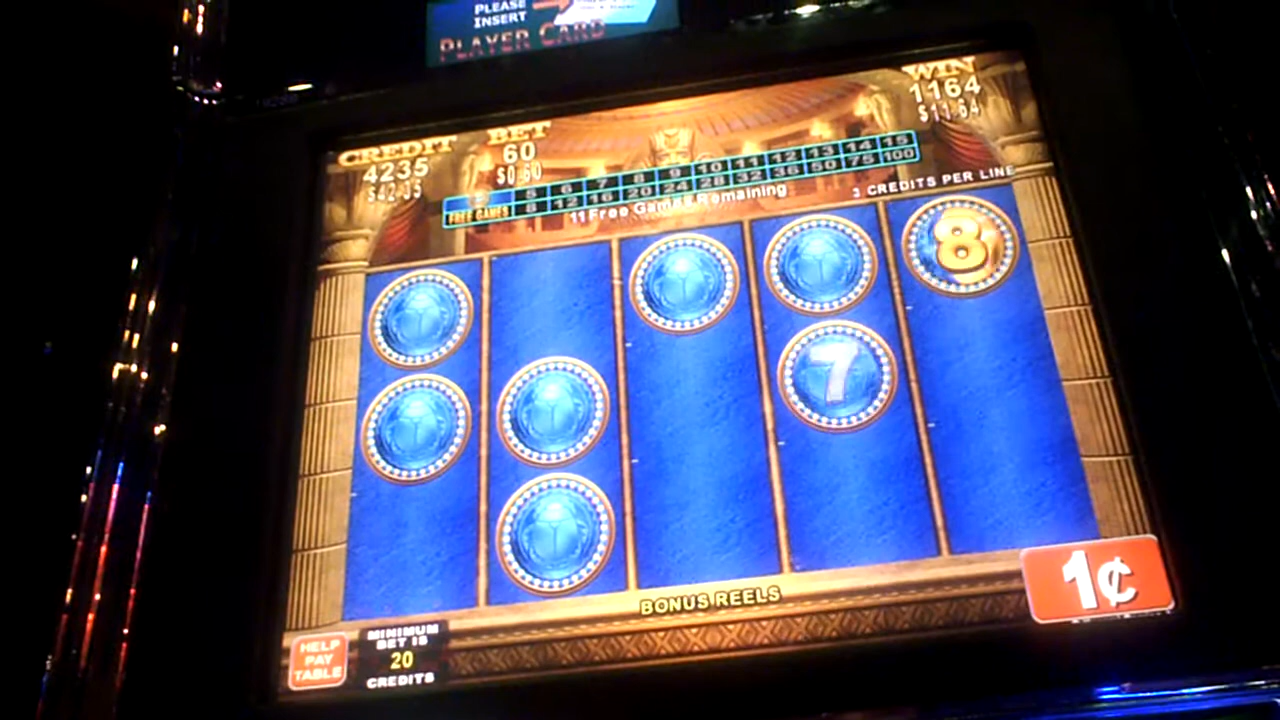 PLEASE
INSERT
PLAYER CARD
CREDIT
4235
$42.35
BET
60
$0.60
WIN
1164
$11.64
5 6 7 8 9 10 11 12 13 14 15
FREE GAMES 8 12 16 20 24 28 32 36 50 75 100
11 Free Games Remaining
3 CREDITS PER LINE
8
7
BONUS REELS
1¢
HELP
PAY
TABLE
MINIMUM
BET IS
20
CREDITS